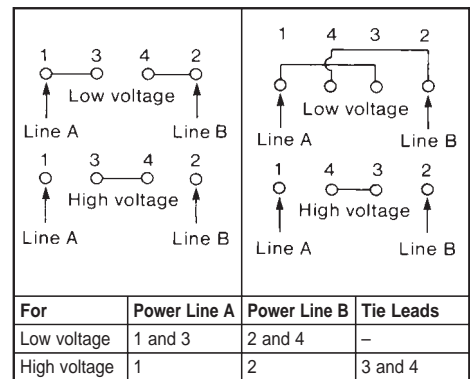 1 3 4 2
Low voltage
Line A Line B
1 3 4 2
High voltage
Line A Line B
1 4 3 2
Low voltage
Line A Line B
1 4 3 2
High voltage
Line A Line B
For Power Line A Power Line B Tie Leads
Low voltage 1 and 3 2 and 4 –
High voltage 1 2 3 and 4